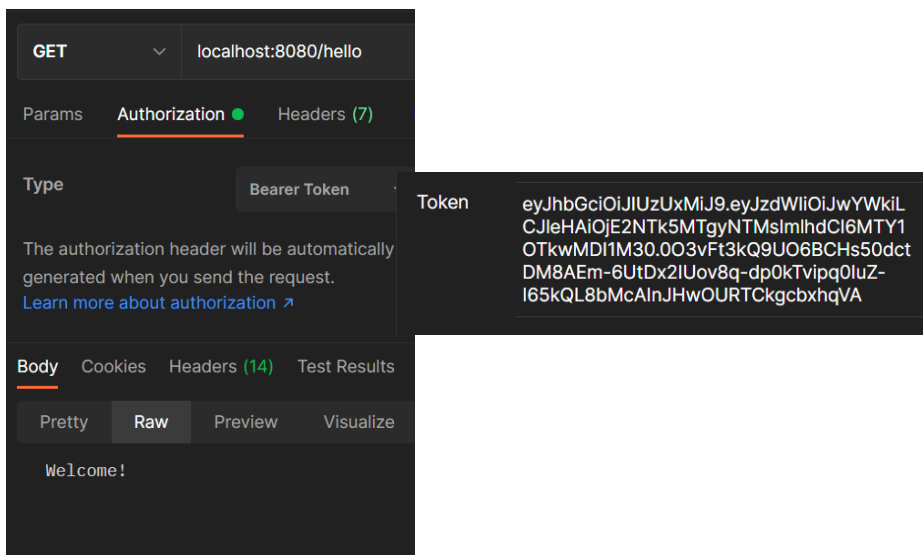 GET
localhost:8080/hello
Params
Authorization
Headers (7)
Type
Bearer Token
The authorization header will be automatically
generated when you send the request.
Learn more about authorization ↗
Token
eyJhbGciOiJIUzUxMiJ9.eyJzdWIiOiJwYWkiL
CJleHAiOjE2NTk5MTgyNTMsImlhdCI6MTY1
OTkwMDI1M30.0O3vFt3kQ9UO6BCHs50dct
DM8AEm-6UtDx2IUov8q-dp0kTvipq0IuZ-
I65kQL8bMcAInJHwOURTCkgcbxhqVA
Body
Cookies
Headers (14)
Test Results
Pretty
Raw
Preview
Visualize
Welcome!